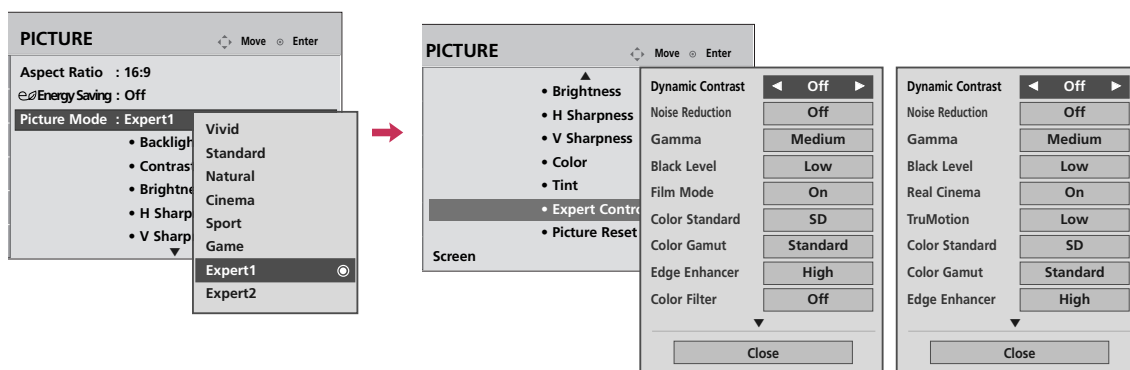 PICTURE
Move Enter
Aspect Ratio : 16:9
Energy Saving : Off
Picture Mode : Expert1
• Backligh
• Contras
• Brightne
• H Sharp
• V Sharp
Vivid
Standard
Natural
Cinema
Sport
Game
Expert1
Expert2
PICTURE
Move Enter
• Brightness
• H Sharpness
• V Sharpness
• Color
• Tint
• Expert Contro
• Picture Reset
Screen
Dynamic Contrast ◀ Off ▶
Noise Reduction Off
Gamma Medium
Black Level Low
Film Mode On
Color Standard SD
Color Gamut Standard
Edge Enhancer High
Color Filter Off
Close
Dynamic Contrast ◀ Off ▶
Noise Reduction Off
Gamma Medium
Black Level Low
Real Cinema On
TruMotion Low
Color Standard SD
Color Gamut Standard
Edge Enhancer High
Close